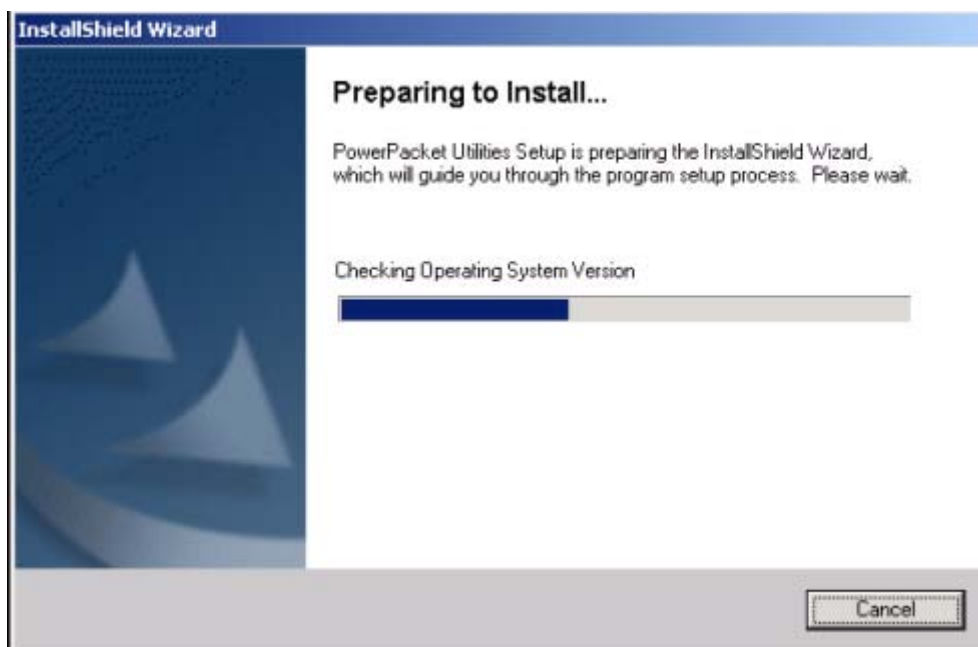 InstallShield Wizard
Preparing to Install...
PowerPacket Utilities Setup is preparing the InstallShield Wizard,
which will guide you through the program setup process.  Please wait.
Checking Operating System Version
Cancel